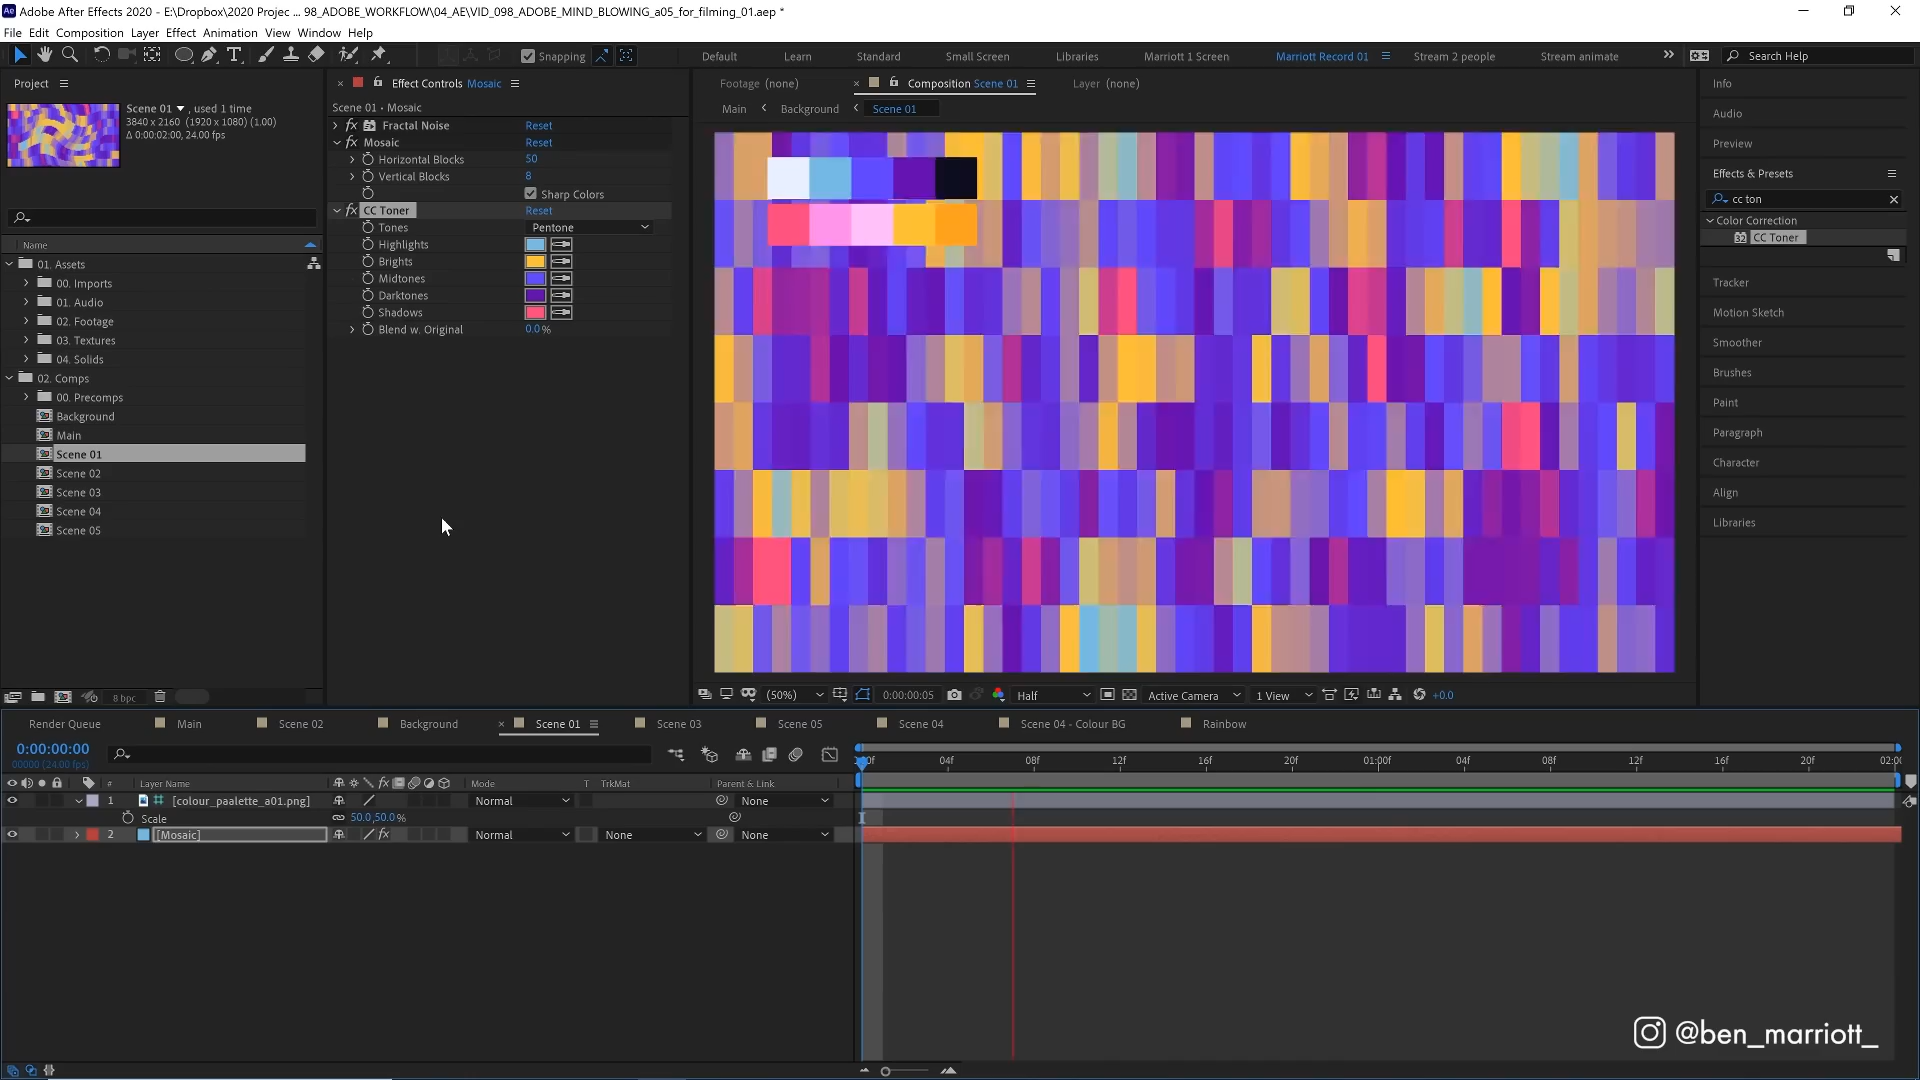 Adobe After Effects 2020 - E:\Dropbox\2020 Projec ... 98_ADOBE_WORKFLOW\04_AE\VID_098_ADOBE_MIND_BLOWING_a05_for_filming_01.aep *
File Edit Composition Layer Effect Animation View Window Help
Snapping Default Learn Standard Small Screen Libraries Marriott 1 Screen Marriott Record 01 Stream 2 people Stream animate Search Help
Project
Scene 01 , used 1 time
3840 x 2160 (1920 x 1080) (1.00)
Δ 0:00:02:00, 24.00 fps
Name
01. Assets
00. Imports
01. Audio
02. Footage
03. Textures
04. Solids
02. Comps
00. Precomps
Background
Main
Scene 01
Scene 02
Scene 03
Scene 04
Scene 05
8 bpc
Effect Controls Mosaic
Scene 01 • Mosaic
fx Fractal Noise Reset
fx Mosaic Reset
Horizontal Blocks 50
Vertical Blocks 8
Sharp Colors
fx CC Toner Reset
Tones Pentone
Highlights
Brights
Midtones
Darktones
Shadows
Blend w. Original 0.0%
Footage (none) Composition Scene 01 Layer (none)
Main Background Scene 01
(50%) 0:00:00:05 Half Active Camera 1 View +0.0
Info
Audio
Preview
Effects & Presets
cc ton
Color Correction
32 CC Toner
Tracker
Motion Sketch
Smoother
Brushes
Paint
Paragraph
Character
Align
Libraries
Render Queue Main Scene 02 Background Scene 01 Scene 03 Scene 05 Scene 04 Scene 04 - Colour BG Rainbow
0:00:00:00
00000 (24.00 fps)
04f 08f 12f 16f 20f 01:00f 04f 08f 12f 16f 20f 02:0
# Layer Name Mode T TrkMat Parent & Link
1 [colour_paalette_a01.png] Normal None
Scale 50.0,50.0%
2 [Mosaic] fx Normal None None
@ben_marriott_